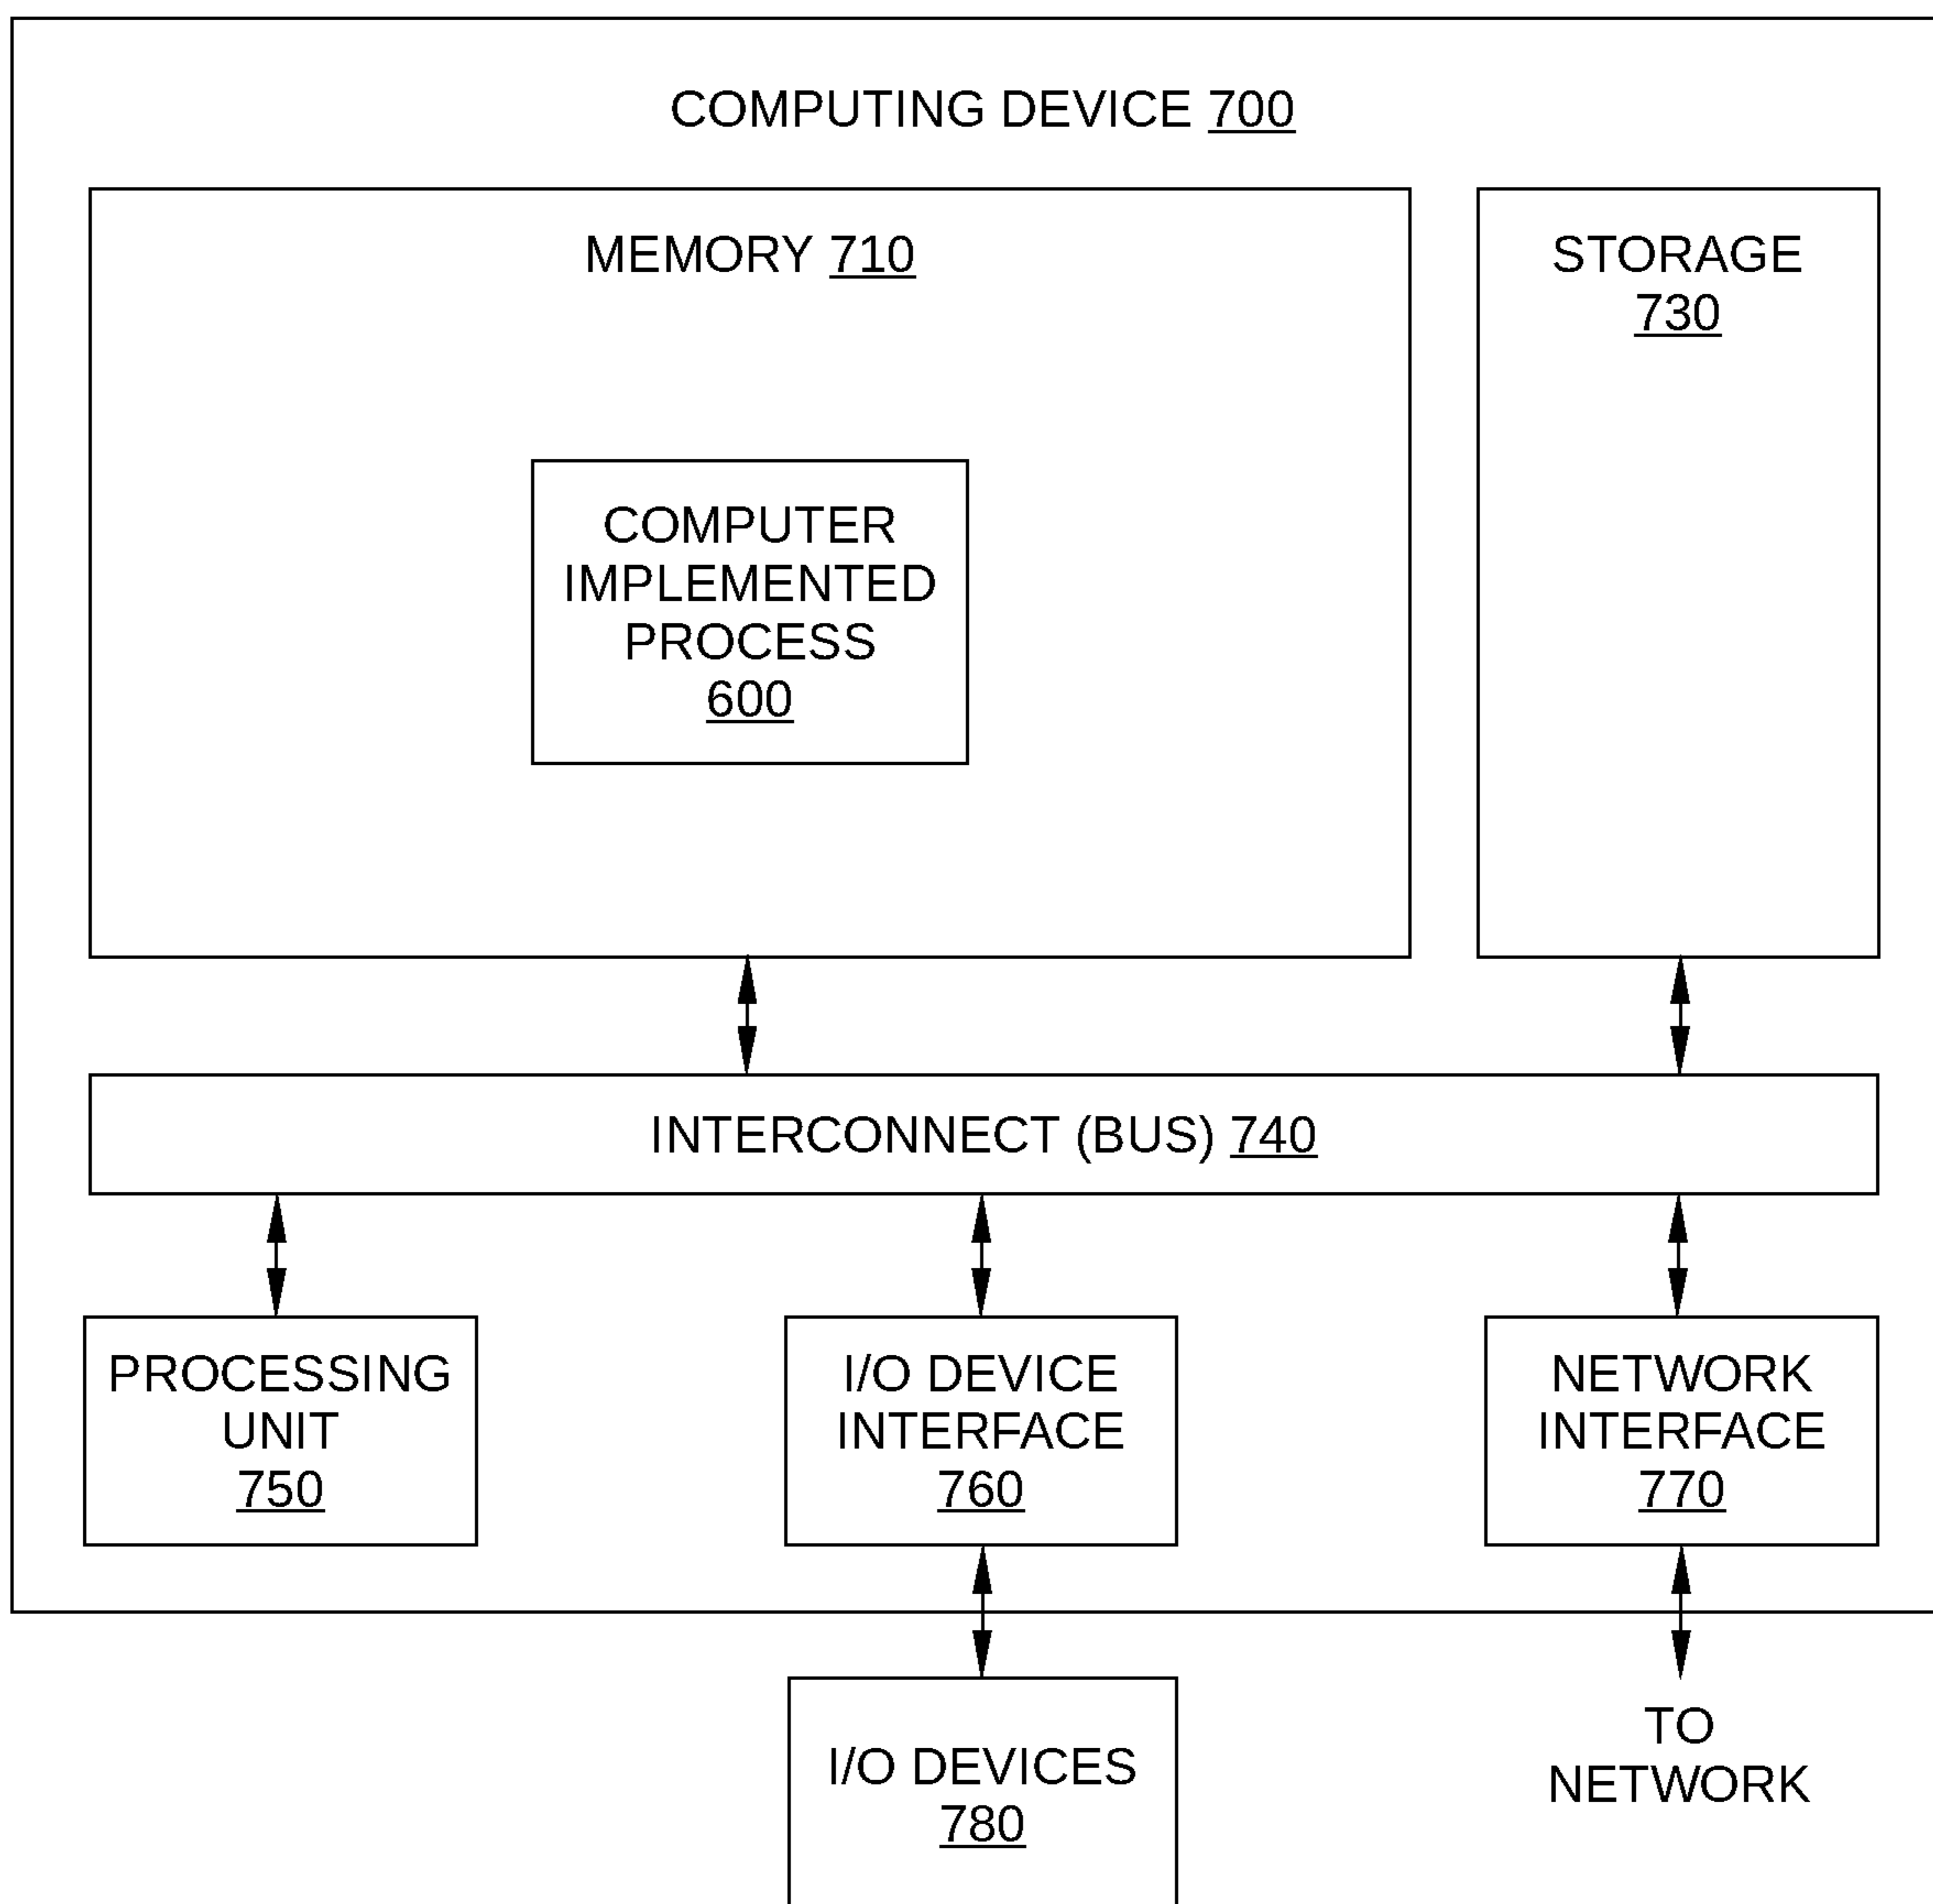 COMPUTING DEVICE 700
MEMORY 710
STORAGE
730
COMPUTER
IMPLEMENTED
PROCESS
600
INTERCONNECT (BUS) 740
PROCESSING
UNIT
750
I/O DEVICE
INTERFACE
760
NETWORK
INTERFACE
770
I/O DEVICES
780
TO
NETWORK